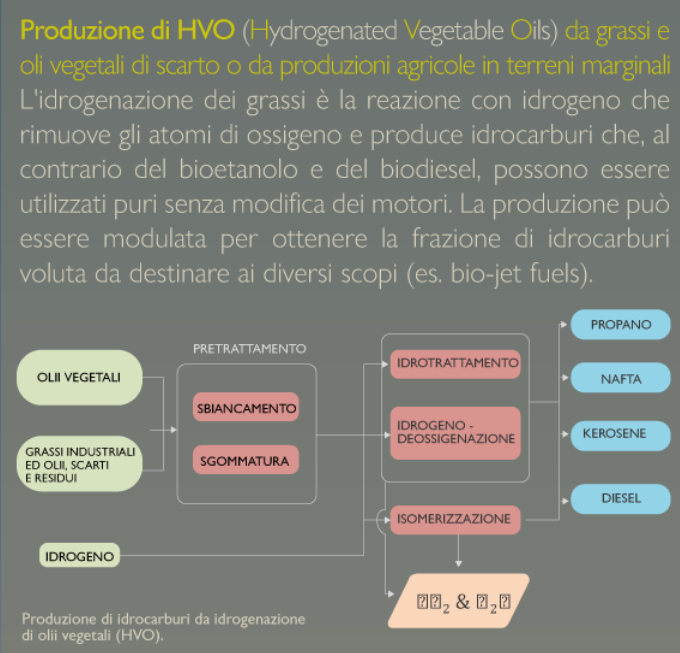 Produzione di HVO (Hydrogenated Vegetable Oils) da grassi e
oli vegetali di scarto o da produzioni agricole in terreni marginali
L'idrogenazione dei grassi è la reazione con idrogeno che
rimuove gli atomi di ossigeno e produce idrocarburi che, al
contrario del bioetanolo e del biodiesel, possono essere
utilizzati puri senza modifica dei motori. La produzione può
essere modulata per ottenere la frazione di idrocarburi
voluta da destinare ai diversi scopi (es. bio-jet fuels).
OLII VEGETALI
GRASSI INDUSTRIALI
ED OLII, SCARTI
E RESIDUI
IDROGENO
PRETRATTAMENTO
SBIANCAMENTO
SGOMMATURA
IDROTRATTAMENTO
IDROGENO -
DEOSSIGENAZIONE
ISOMERIZZAZIONE
₂ & ₂
PROPANO
NAFTA
KEROSENE
DIESEL
Produzione di idrocarburi da idrogenazione
di olii vegetali (HVO).